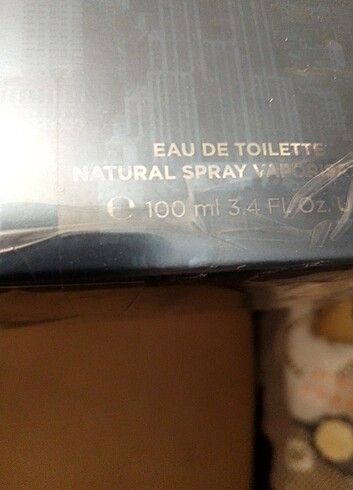 EAU DE TOILETTE
NATURAL SPRAY
℮ 100 ml 3.4 Fl. Oz. U